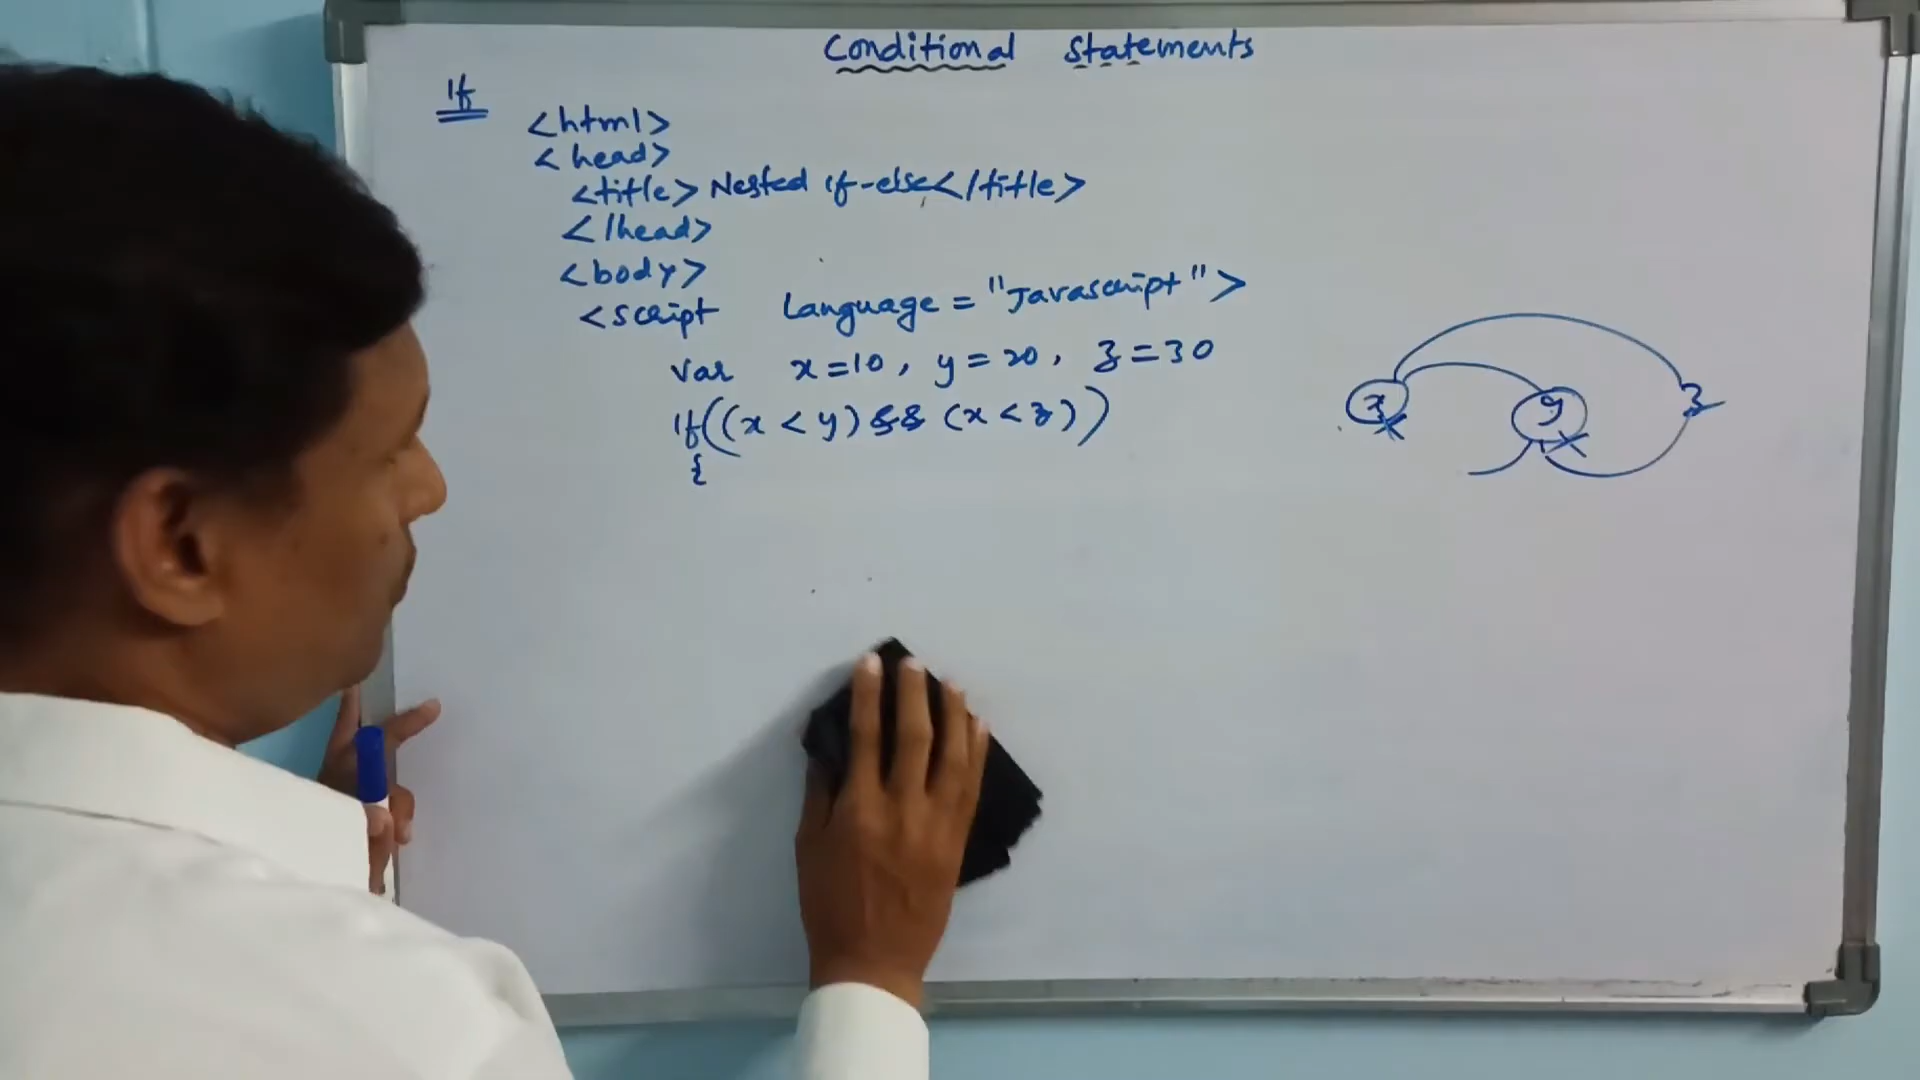 Conditional statements
If
<html>
<head>
<title> Nested if-else</title>
</head>
<body>
<script language = "Javascript">
var x=10, y=20, z=30
If((x < y) && (x < z))
{
x y z